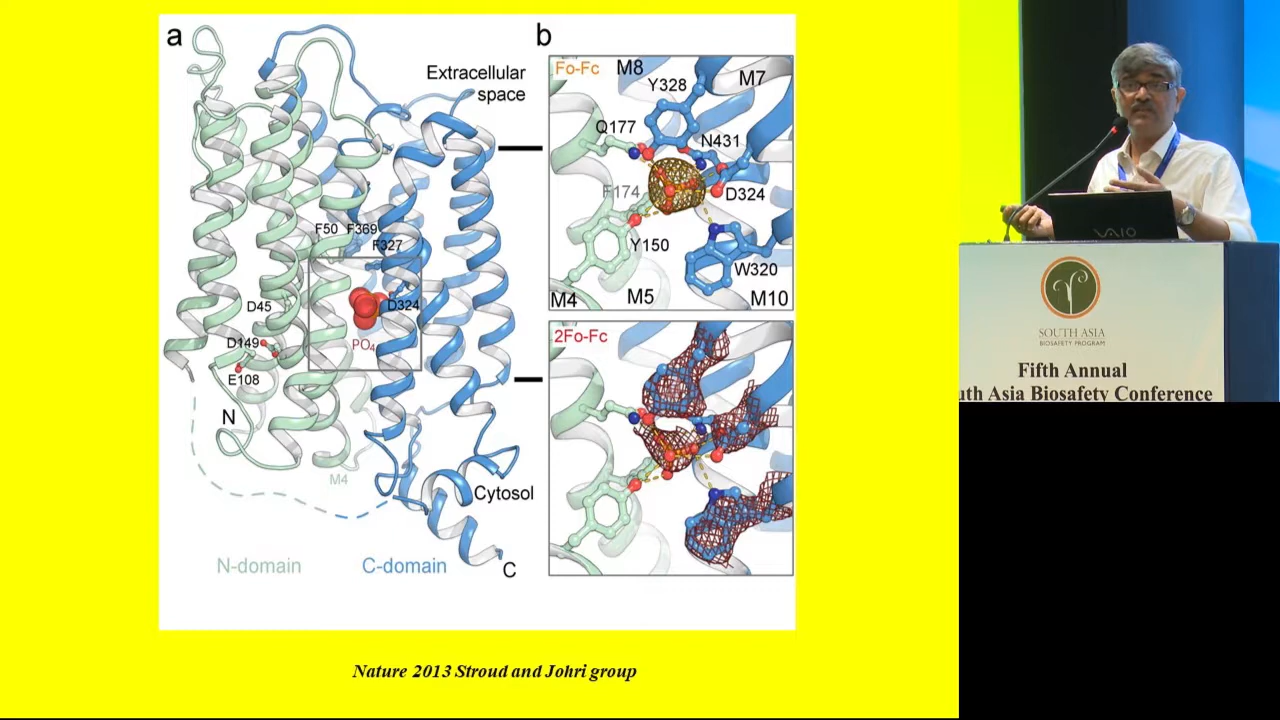 a
Extracellular
space
F50 F369
F327
D45
D324
D149
PO4
E108
N
M4
Cytosol
N-domain
C-domain
C
b
Fo-Fc
M8
M7
Y328
Q177
N431
F174
D324
Y150
W320
M4
M5
M10
2Fo-Fc
Nature 2013 Stroud and Johri group
VAIO
SOUTH ASIA
BIOSAFETY PROGRAM
Fifth Annual
uth Asia Biosafety Conference